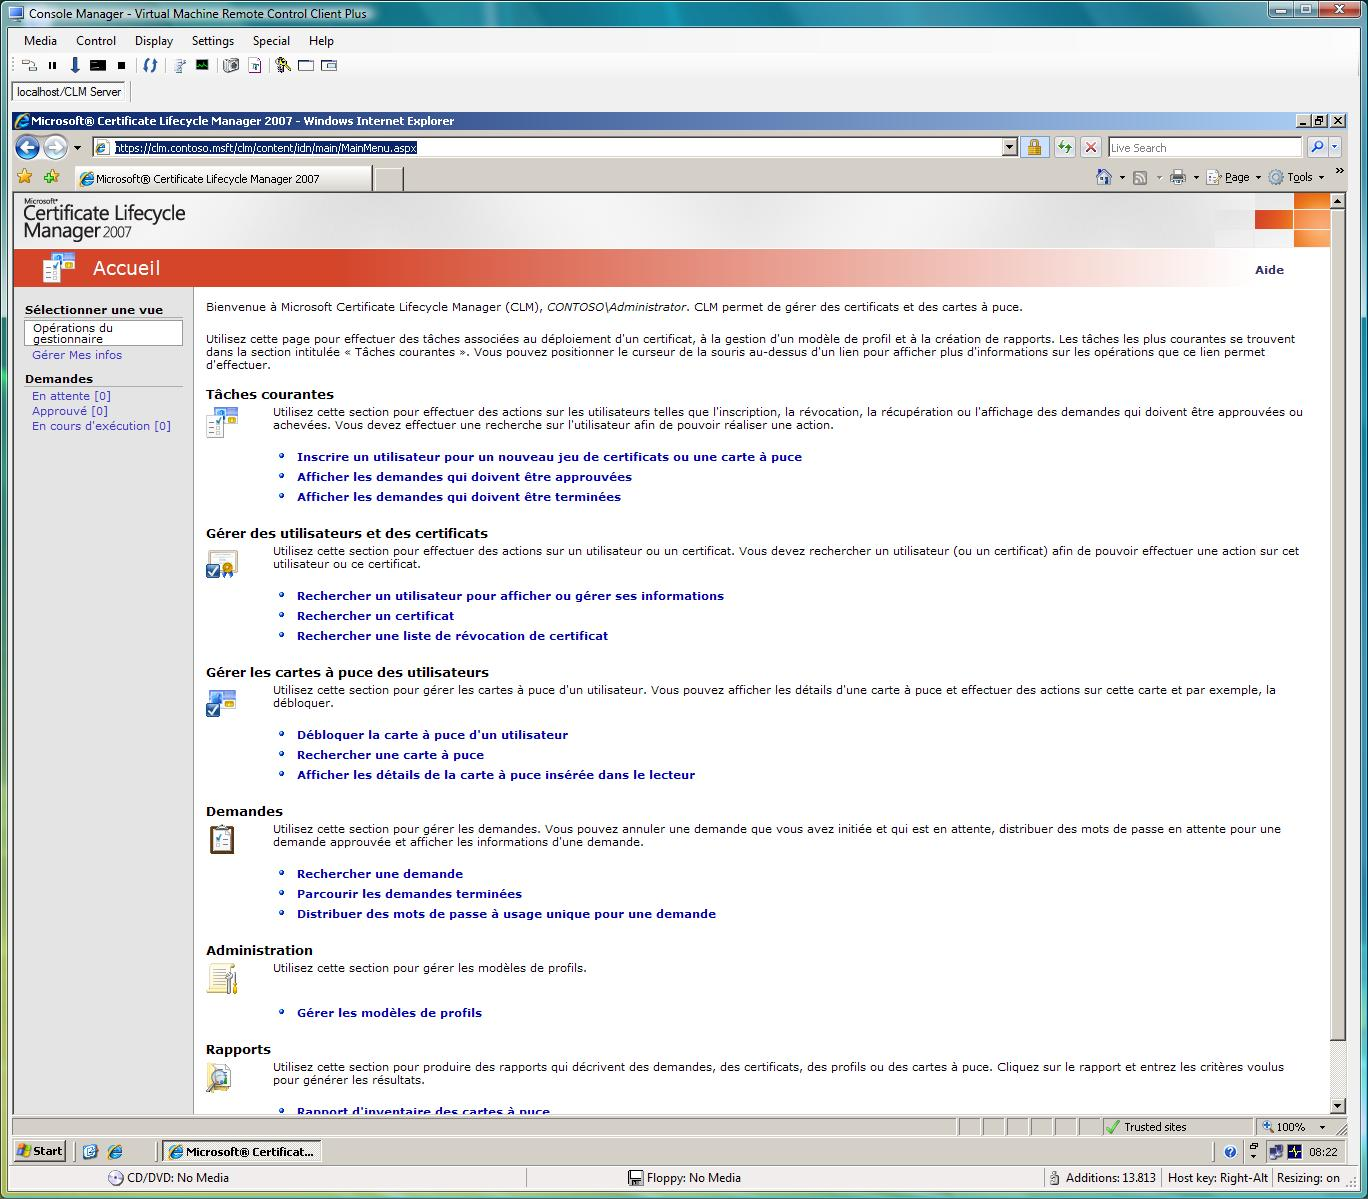 Console Manager - Virtual Machine Remote Control Client Plus
Media Control Display Settings Special Help
localhost/CLM Server
Microsoft® Certificate Lifecycle Manager 2007 - Windows Internet Explorer
https://clm.contoso.msft/clm/content/idn/main/MainMenu.aspx
Live Search
Microsoft® Certificate Lifecycle Manager 2007
Page
Tools
Microsoft®
Certificate Lifecycle
Manager 2007
Accueil
Aide
Sélectionner une vue
Opérations du
gestionnaire
Gérer Mes infos
Demandes
En attente [0]
Approuvé [0]
En cours d'exécution [0]
Bienvenue à Microsoft Certificate Lifecycle Manager (CLM), CONTOSO\Administrator. CLM permet de gérer des certificats et des cartes à puce.
Utilisez cette page pour effectuer des tâches associées au déploiement d'un certificat, à la gestion d'un modèle de profil et à la création de rapports. Les tâches les plus courantes se trouvent
dans la section intitulée « Tâches courantes ». Vous pouvez positionner le curseur de la souris au-dessus d'un lien pour afficher plus d'informations sur les opérations que ce lien permet
d'effectuer.
Tâches courantes
Utilisez cette section pour effectuer des actions sur les utilisateurs telles que l'inscription, la révocation, la récupération ou l'affichage des demandes qui doivent être approuvées ou
achevées. Vous devez effectuer une recherche sur l'utilisateur afin de pouvoir réaliser une action.
Inscrire un utilisateur pour un nouveau jeu de certificats ou une carte à puce
Afficher les demandes qui doivent être approuvées
Afficher les demandes qui doivent être terminées
Gérer des utilisateurs et des certificats
Utilisez cette section pour effectuer des actions sur un utilisateur ou un certificat. Vous devez rechercher un utilisateur (ou un certificat) afin de pouvoir effectuer une action sur cet
utilisateur ou ce certificat.
Rechercher un utilisateur pour afficher ou gérer ses informations
Rechercher un certificat
Rechercher une liste de révocation de certificat
Gérer les cartes à puce des utilisateurs
Utilisez cette section pour gérer les cartes à puce d'un utilisateur. Vous pouvez afficher les détails d'une carte à puce et effectuer des actions sur cette carte et par exemple, la
débloquer.
Débloquer la carte à puce d'un utilisateur
Rechercher une carte à puce
Afficher les détails de la carte à puce insérée dans le lecteur
Demandes
Utilisez cette section pour gérer les demandes. Vous pouvez annuler une demande que vous avez initiée et qui est en attente, distribuer des mots de passe en attente pour une
demande approuvée et afficher les informations d'une demande.
Rechercher une demande
Parcourir les demandes terminées
Distribuer des mots de passe à usage unique pour une demande
Administration
Utilisez cette section pour gérer les modèles de profils.
Gérer les modèles de profils
Rapports
Utilisez cette section pour produire des rapports qui décrivent des demandes, des certificats, des profils ou des cartes à puce. Cliquez sur le rapport et entrez les critères voulus
pour générer les résultats.
Rapport d'inventaire des cartes à puce
Trusted sites
100%
Start
Microsoft® Certificat...
08:22
CD/DVD: No Media
Floppy: No Media
Additions: 13.813
Host key: Right-Alt
Resizing: on